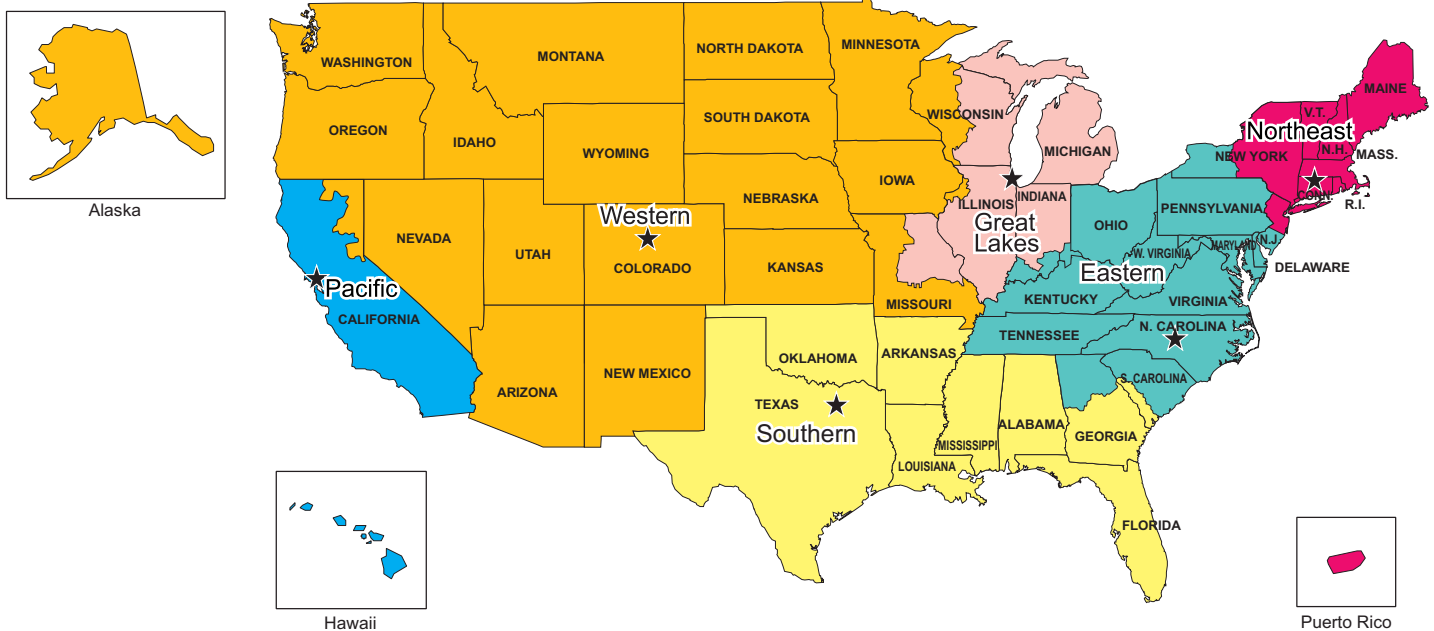 WASHINGTON
MONTANA
NORTH DAKOTA
MINNESOTA
OREGON
IDAHO
SOUTH DAKOTA
WISCONSIN
MICHIGAN
MAINE
V.T.
Northeast
N.H.
MASS.
NEW YORK
CONN.
R.I.
WYOMING
IOWA
NEBRASKA
ILLINOIS
INDIANA
Great
Lakes
OHIO
PENNSYLVANIA
N.J.
MARYLAND
W. VIRGINIA
DELAWARE
Eastern
Alaska
Western
NEVADA
UTAH
COLORADO
KANSAS
MISSOURI
KENTUCKY
VIRGINIA
Pacific
CALIFORNIA
TENNESSEE
N. CAROLINA
S. CAROLINA
ARIZONA
NEW MEXICO
OKLAHOMA
ARKANSAS
TEXAS
Southern
LOUISIANA
MISSISSIPPI
ALABAMA
GEORGIA
FLORIDA
Hawaii
Puerto Rico